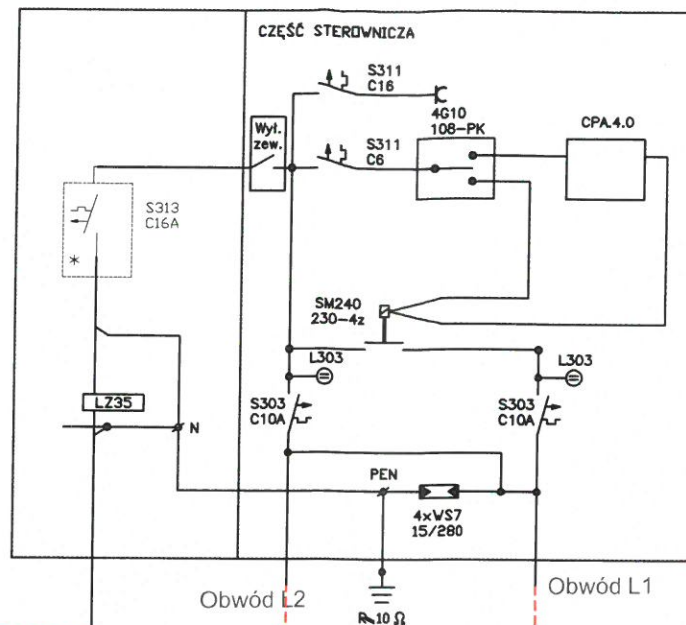 CZĘŚĆ STEROWNICZA
S311
C16
4G10
108-PK
CPA.4.0
Wył.
zew.
S311
C6
S313
C16A
*
SM240
230-4z
L303
L303
LZ35
S303
C10A
S303
C10A
N
PEN
4xWS7
15/280
Obwód L2
Obwód L1
R≤10 Ω